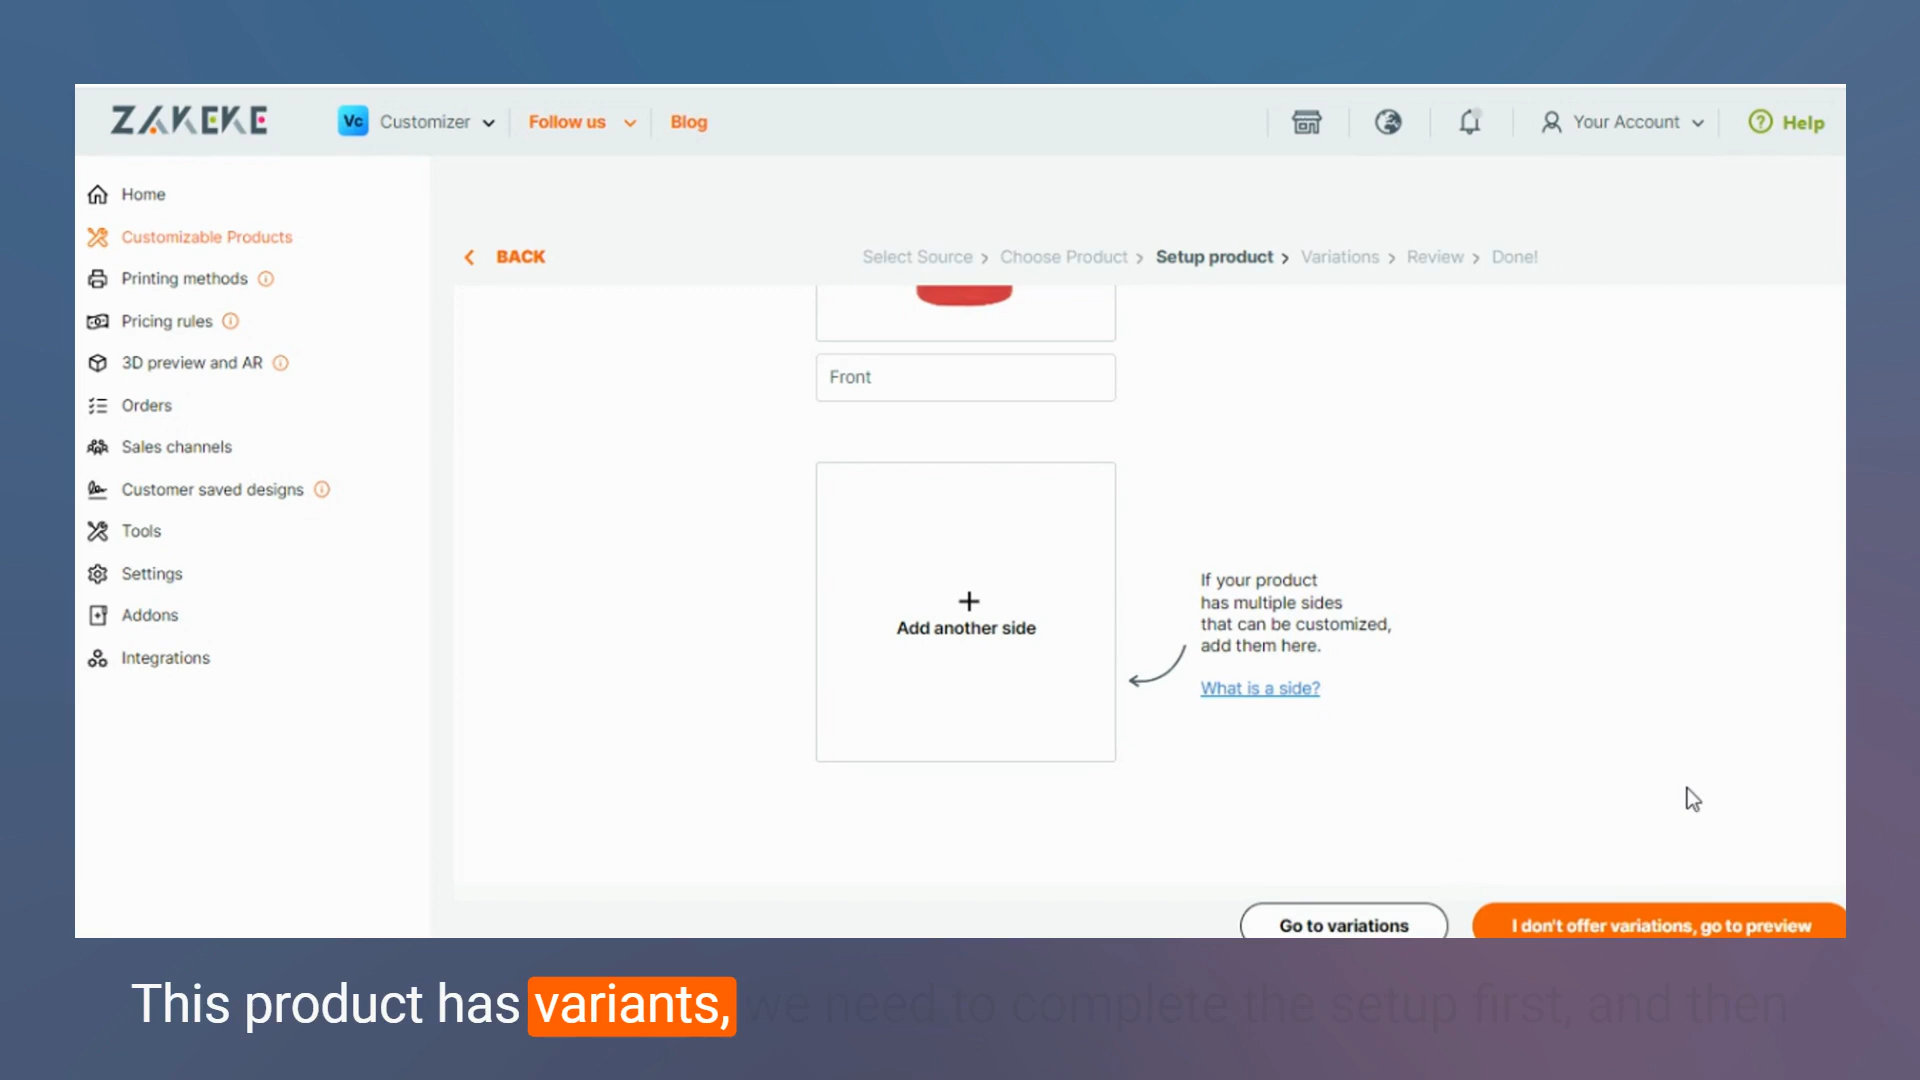 ZAKEKE
Vc Customizer
Follow us
Blog
Your Account
Help
Home
Customizable Products
Printing methods
Pricing rules
3D preview and AR
Orders
Sales channels
Customer saved designs
Tools
Settings
Addons
Integrations
BACK
Select Source > Choose Product > Setup product > Variations > Review > Done!
Front
+
Add another side
If your product
has multiple sides
that can be customized,
add them here.
What is a side?
Go to variations
I don't offer variations, go to preview
This product has variants, we need to complete the setup first, and then